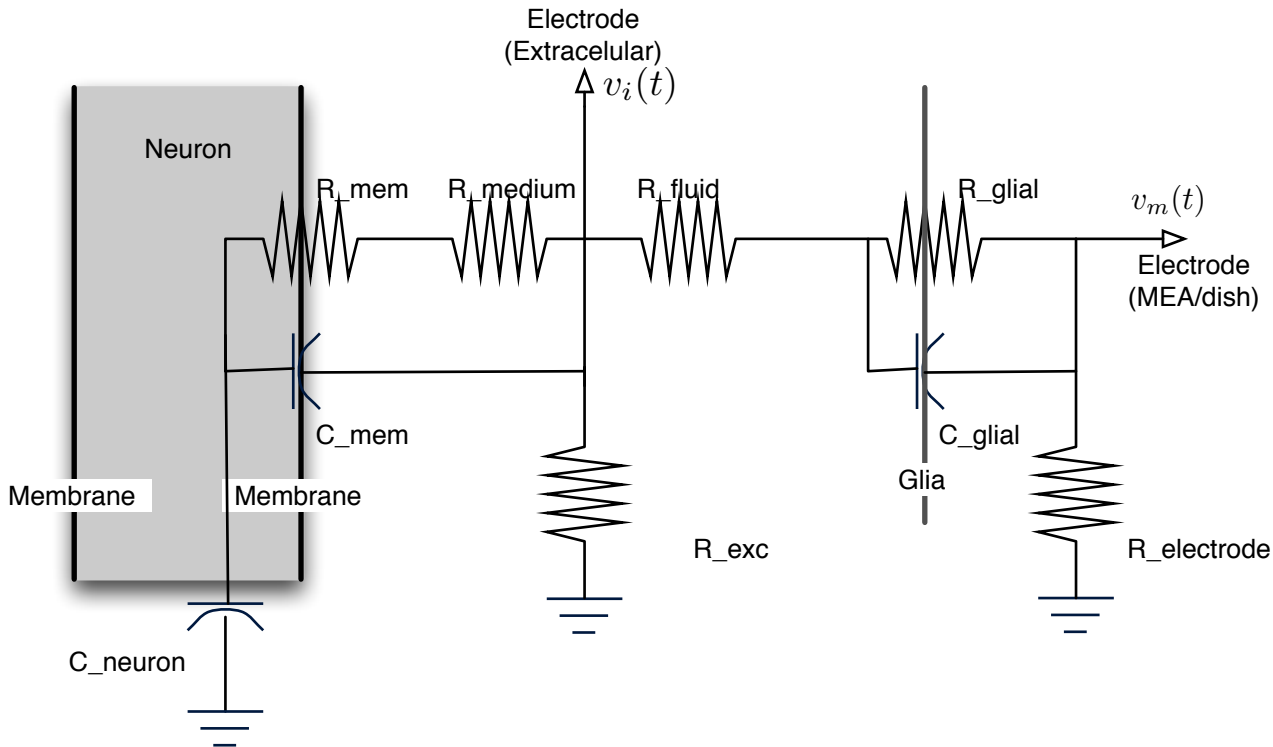 Electrode
(Extracelular)
v_i(t)
Neuron
R_mem
R_medium
R_fluid
R_glial
v_m(t)
Electrode
(MEA/dish)
C_mem
C_glial
Glia
Membrane
Membrane
R_exc
R_electrode
C_neuron